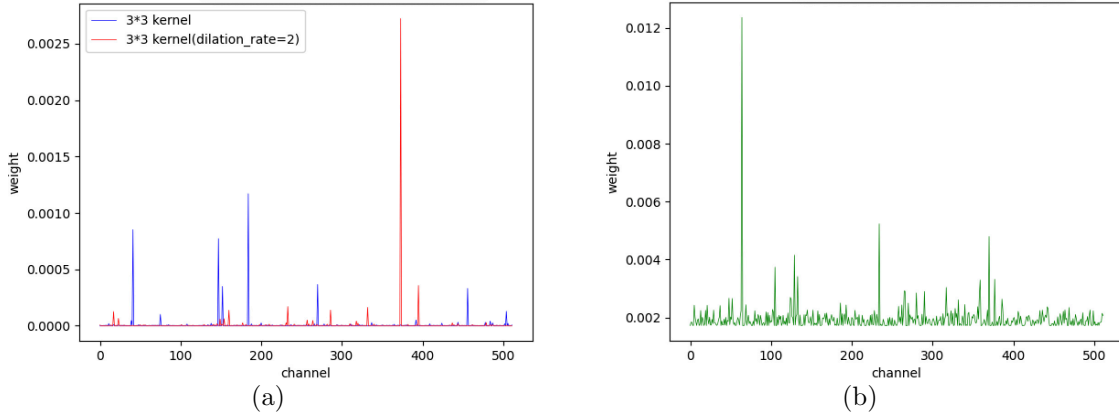 3*3 kernel
3*3 kernel(dilation_rate=2)
0.0025
0.0020
0.0015
0.0010
0.0005
0.0000
weight
0 100 200 300 400 500
channel
(a)
0.012
0.010
0.008
0.006
0.004
0.002
weight
0 100 200 300 400 500
channel
(b)